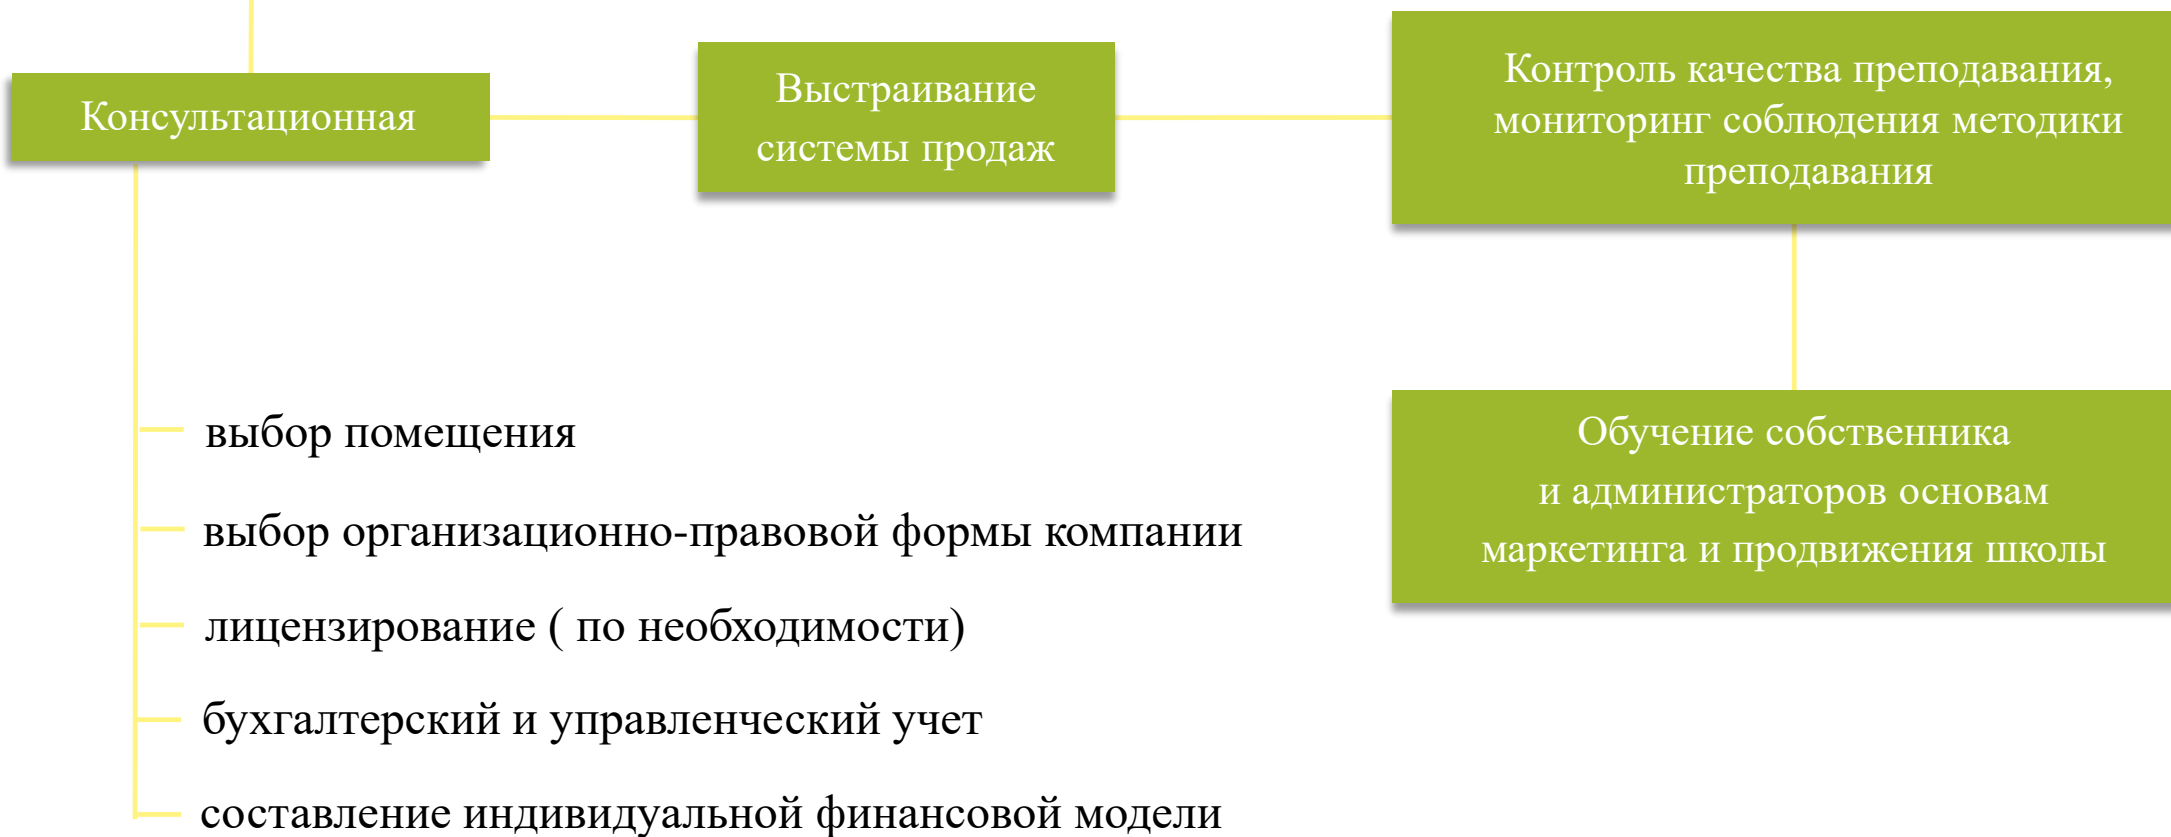 Консультационная
Выстраивание
системы продаж
Контроль качества преподавания,
мониторинг соблюдения методики
преподавания
выбор помещения
выбор организационно-правовой формы компании
лицензирование ( по необходимости)
бухгалтерский и управленческий учет
составление индивидуальной финансовой модели
Обучение собственника
и администраторов основам
маркетинга и продвижения школы